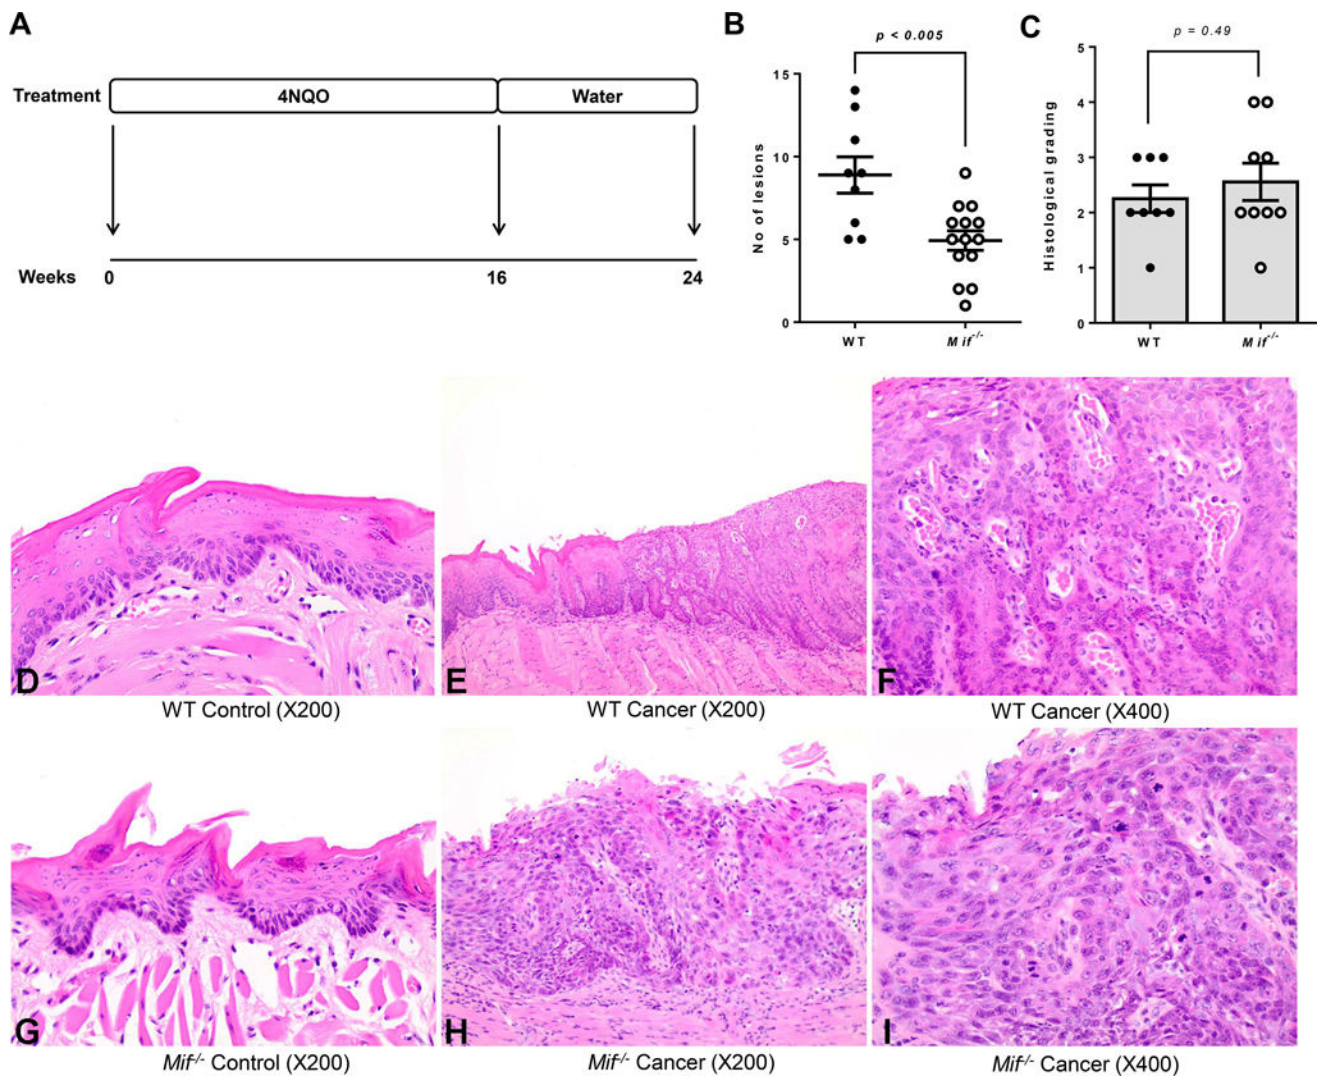 A
Treatment
4NQO
Water
Weeks
0
16
24
B
p < 0.005
No of lesions
15
10
5
0
WT
Mif-/-
C
p = 0.49
Histological grading
5
4
3
2
1
0
WT
Mif-/-
D
WT Control (X200)
E
WT Cancer (X200)
F
WT Cancer (X400)
G
Mif-/- Control (X200)
H
Mif-/- Cancer (X200)
I
Mif-/- Cancer (X400)